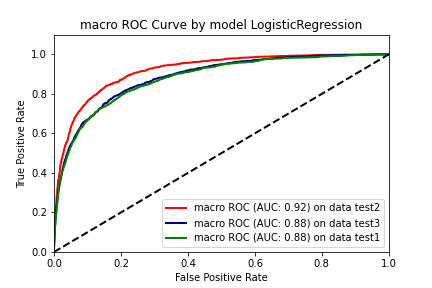 macro ROC Curve by model LogisticRegression
True Positive Rate
1.0
0.8
0.6
0.4
0.2
0.0
macro ROC (AUC: 0.92) on data test2
macro ROC (AUC: 0.88) on data test3
macro ROC (AUC: 0.88) on data test1
0.0 0.2 0.4 0.6 0.8 1.0
False Positive Rate